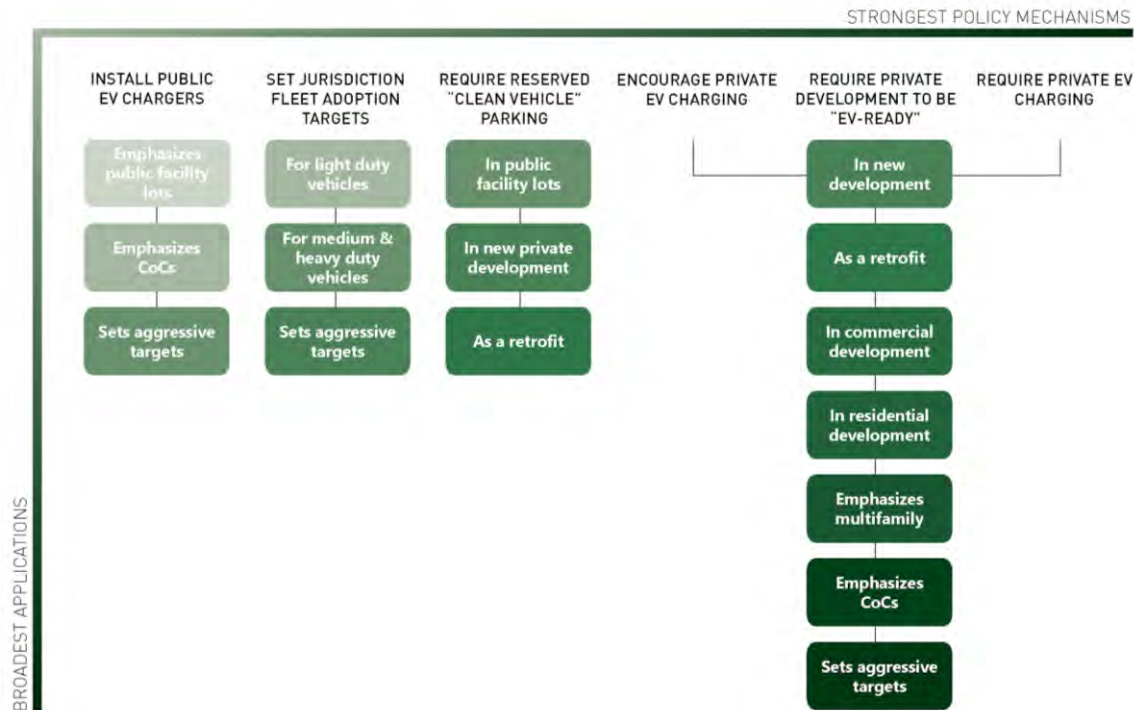 STRONGEST POLICY MECHANISMS
INSTALL PUBLIC
EV CHARGERS
SET JURISDICTION
FLEET ADOPTION
TARGETS
REQUIRE RESERVED
"CLEAN VEHICLE"
PARKING
ENCOURAGE PRIVATE
EV CHARGING
REQUIRE PRIVATE
DEVELOPMENT TO BE
"EV-READY"
REQUIRE PRIVATE EV
CHARGING
Emphasizes
public facility
lots
Emphasizes
CoCs
Sets aggressive
targets
For light duty
vehicles
For medium &
heavy duty
vehicles
Sets aggressive
targets
In public
facility lots
In new private
development
As a retrofit
In new
development
As a retrofit
In commercial
development
In residential
development
Emphasizes
multifamily
Emphasizes
CoCs
Sets aggressive
targets
BROADEST APPLICATIONS